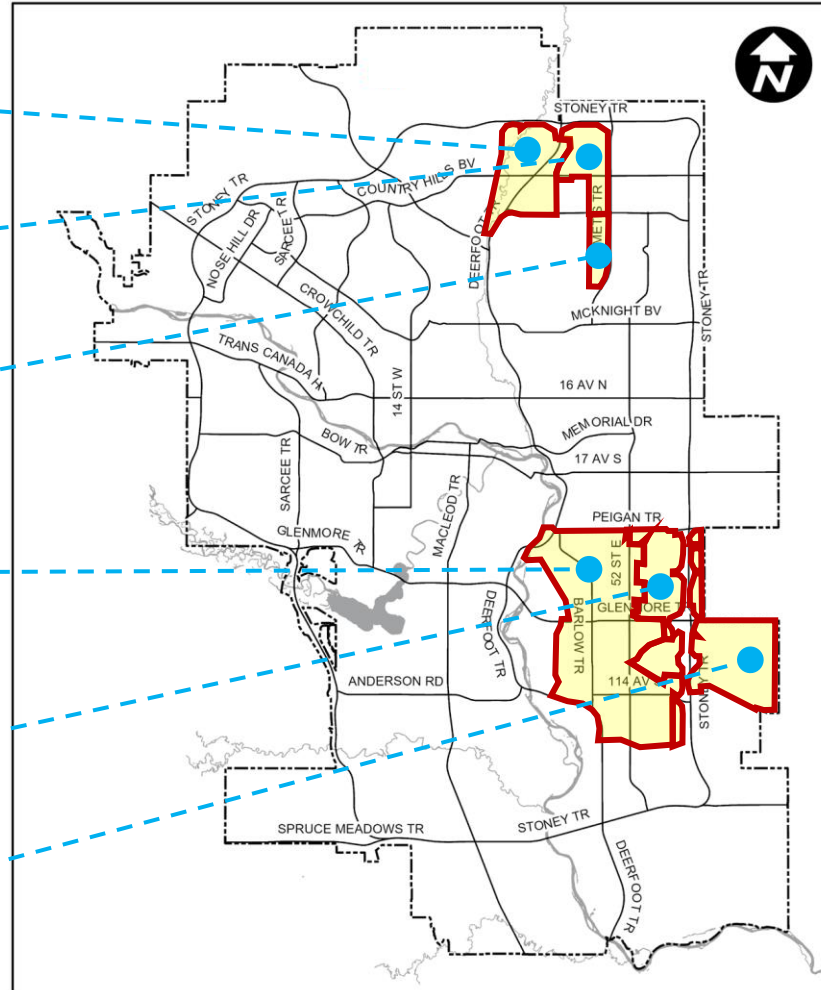 N
STONEY TR
COUNTRY HILLS BV
STONEY TR
SARCEE TR
NOSE HILL DR
METIS TR
DEERFOOT TR
STONEY TR
CROWCHILD TR
MCKNIGHT BV
TRANS CANADA H
16 AV N
14 ST W
MEMORIAL DR
BOW TR
17 AV S
SARCEE TR
MACLEOD TR
PEIGAN TR
GLENMORE TR
52 ST E
GLENMORE T
BARLOW TR
DEERFOOT TR
ANDERSON RD
114 AV S
STONEY TR
STONEY TR
SPRUCE MEADOWS TR
DEERFOOT TR